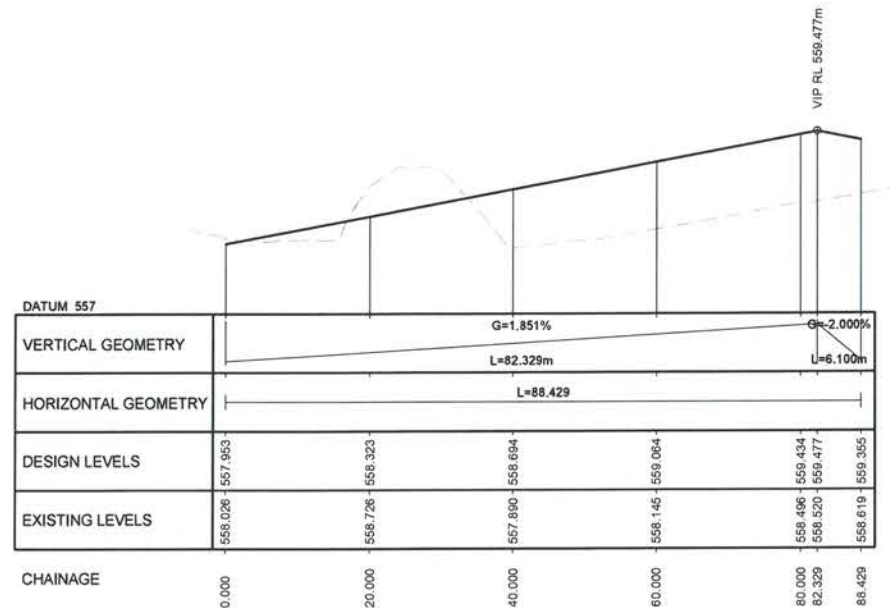 VIP RL 559.477m
DATUM 557
VERTICAL GEOMETRY
G=1.851%
G=-2.000%
L=82.329m
L=6.100m
HORIZONTAL GEOMETRY
L=88.429
DESIGN LEVELS
557.953
558.323
558.694
559.064
559.434
559.477
559.355
EXISTING LEVELS
558.026
558.726
557.890
558.145
558.496
558.520
558.619
CHAINAGE
0.000
20.000
40.000
60.000
80.000
82.329
88.429